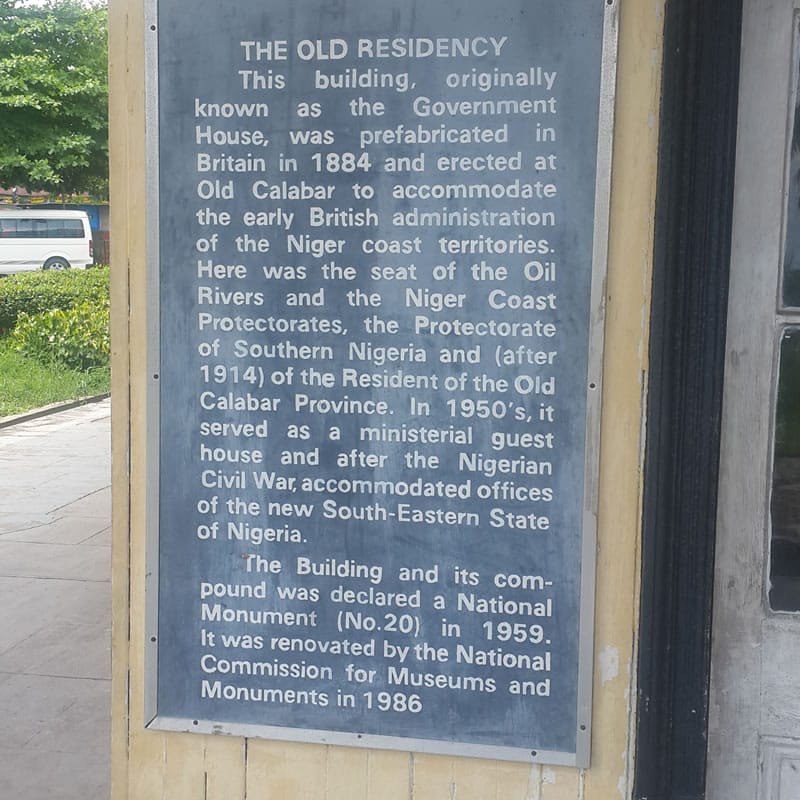 THE OLD RESIDENCY
This building, originally
known as the Government
House, was prefabricated in
Britain in 1884 and erected at
Old Calabar to accommodate
the early British administration
of the Niger coast territories.
Here was the seat of the Oil
Rivers and the Niger Coast
Protectorates, the Protectorate
of Southern Nigeria and (after
1914) of the Resident of the Old
Calabar Province. In 1950's, it
served as a ministerial guest
house and after the Nigerian
Civil War, accommodated offices
of the new South-Eastern State
of Nigeria.
The Building and its com-
pound was declared a National
Monument (No.20) in 1959.
It was renovated by the National
Commission for Museums and
Monuments in 1986